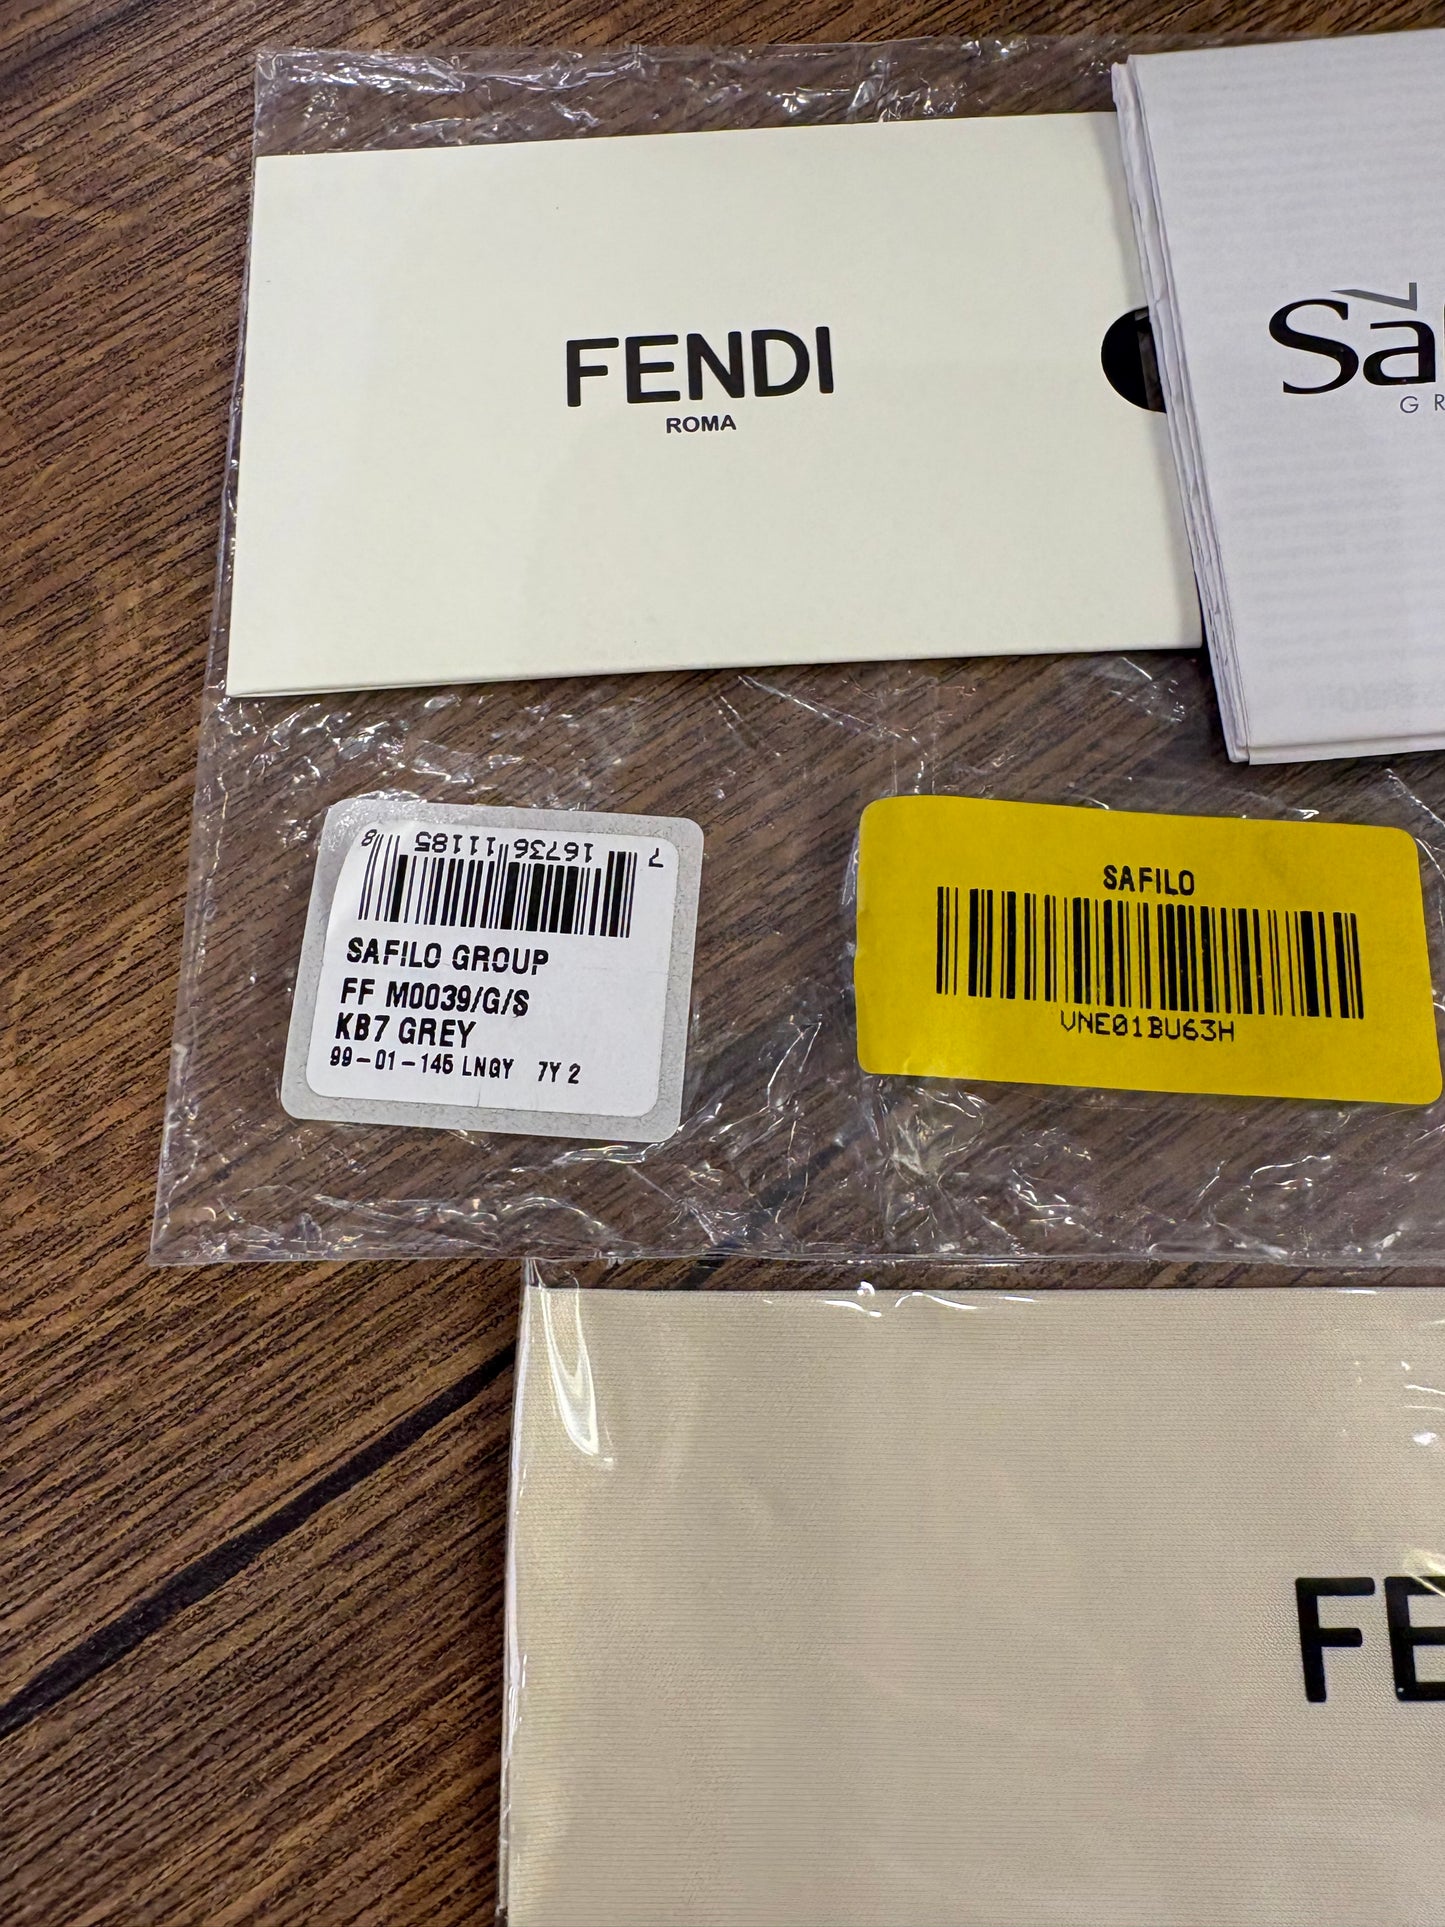 FENDI
ROMA
Sa
G R
7 16736 11185 8
SAFILO GROUP
FF M0039/G/S
KB7 GREY
99-01-145 LNGY 7Y 2
SAFILO
VNE01BU63H
FE